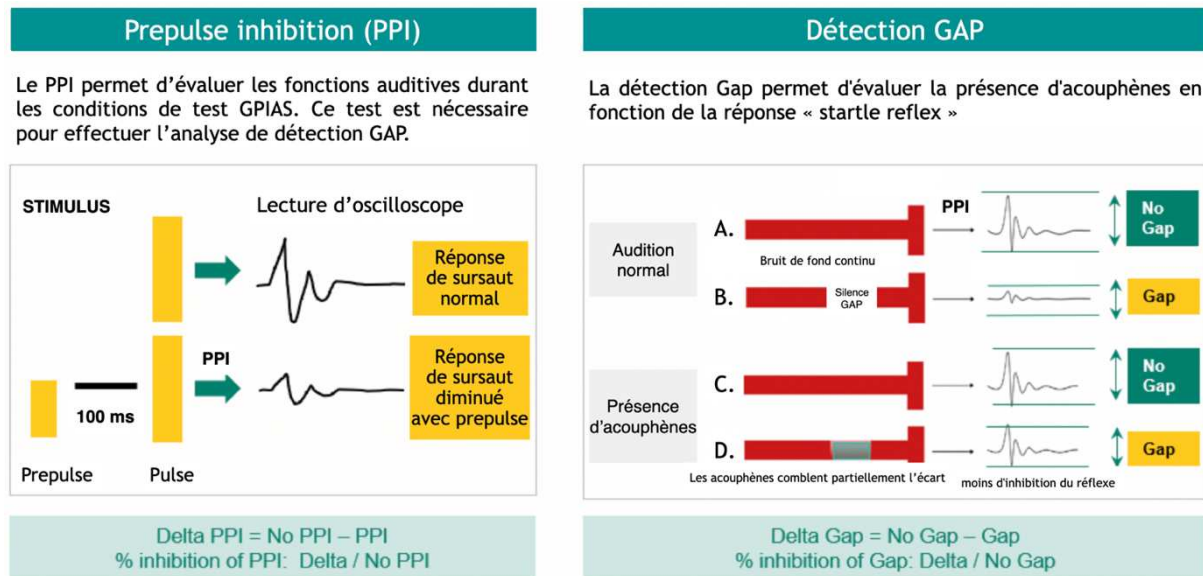 Prepulse inhibition (PPI)
Le PPI permet d'évaluer les fonctions auditives durant
les conditions de test GPIAS. Ce test est nécessaire
pour effectuer l'analyse de détection GAP.
STIMULUS
Lecture d'oscilloscope
Réponse
de sursaut
normal
PPI
100 ms
Réponse
de sursaut
diminué
avec prepulse
Prepulse
Pulse
Delta PPI = No PPI – PPI
% inhibition of PPI: Delta / No PPI
Détection GAP
La détection Gap permet d'évaluer la présence d'acouphènes en
fonction de la réponse « startle reflex »
Audition
normal
A.
Bruit de fond continu
PPI
No
Gap
B.
Silence
GAP
Gap
Présence
d'acouphènes
C.
No
Gap
D.
Les acouphènes comblent partiellement l'écart
moins d'inhibition du réflexe
Gap
Delta Gap = No Gap – Gap
% inhibition of Gap: Delta / No Gap